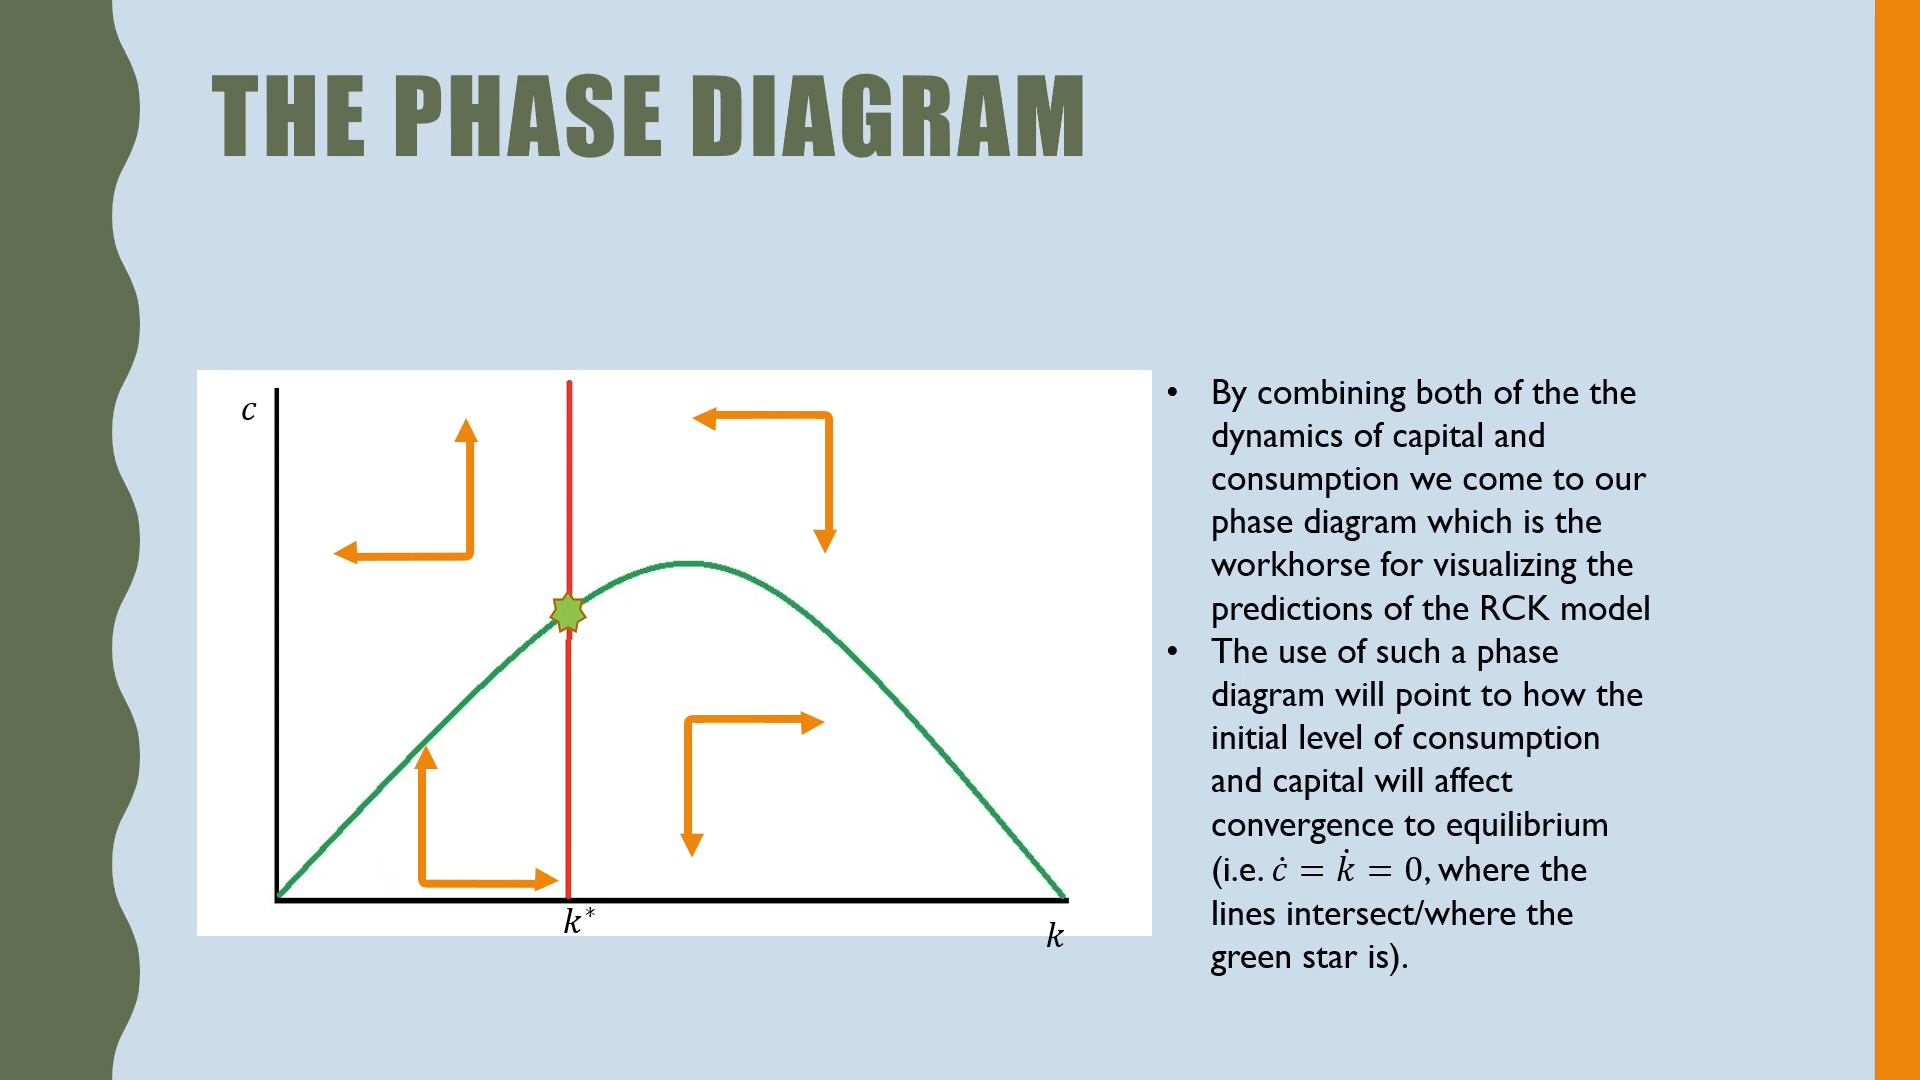 THE PHASE DIAGRAM
c
k*
k
• By combining both of the the
dynamics of capital and
consumption we come to our
phase diagram which is the
workhorse for visualizing the
predictions of the RCK model
• The use of such a phase
diagram will point to how the
initial level of consumption
and capital will affect
convergence to equilibrium
(i.e. ċ = k̇ = 0, where the
lines intersect/where the
green star is).